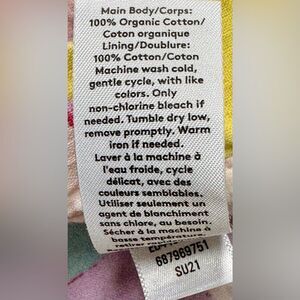 Main Body/Corps:
100% Organic Cotton/
Coton organique
Lining/Doublure:
100% Cotton/Coton
Machine wash cold,
gentle cycle, with like
colors. Only
non-chlorine bleach if
needed. Tumble dry low,
remove promptly. Warm
iron if needed.
Laver à la machine à
l'eau froide, cycle
délicat, avec des
couleurs semblables.
Utiliser seulement un
agent de blanchiment
sans chlore, au besoin.
Sécher à la machine à
basse température.
retirer
687969751
SU21